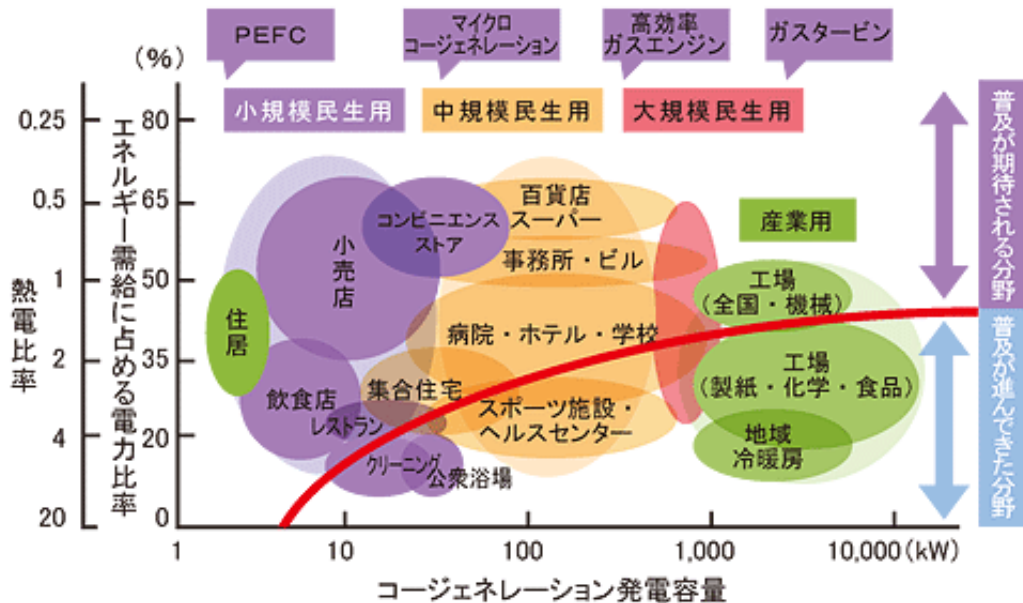 PEFC
マイクロ
コージェネレーション
高効率
ガスエンジン
ガスタービン
(%)
小規模民生用
中規模民生用
大規模民生用
産業用
熱電比率
0.25
0.5
1
2
4
20
エネルギー需給に占める電力比率
80
65
50
35
20
0
百貨店
スーパー
コンビニエンス
ストア
小売店
事務所・ビル
工場
(全国・機械)
住居
病院・ホテル・学校
工場
(製紙・化学・食品)
集合住宅
飲食店
レストラン
スポーツ施設・
ヘルスセンター
地域
冷暖房
クリーニング
公衆浴場
普及が期待される分野
普及が進んできた分野
1
10
100
1,000
10,000(kW)
コージェネレーション発電容量